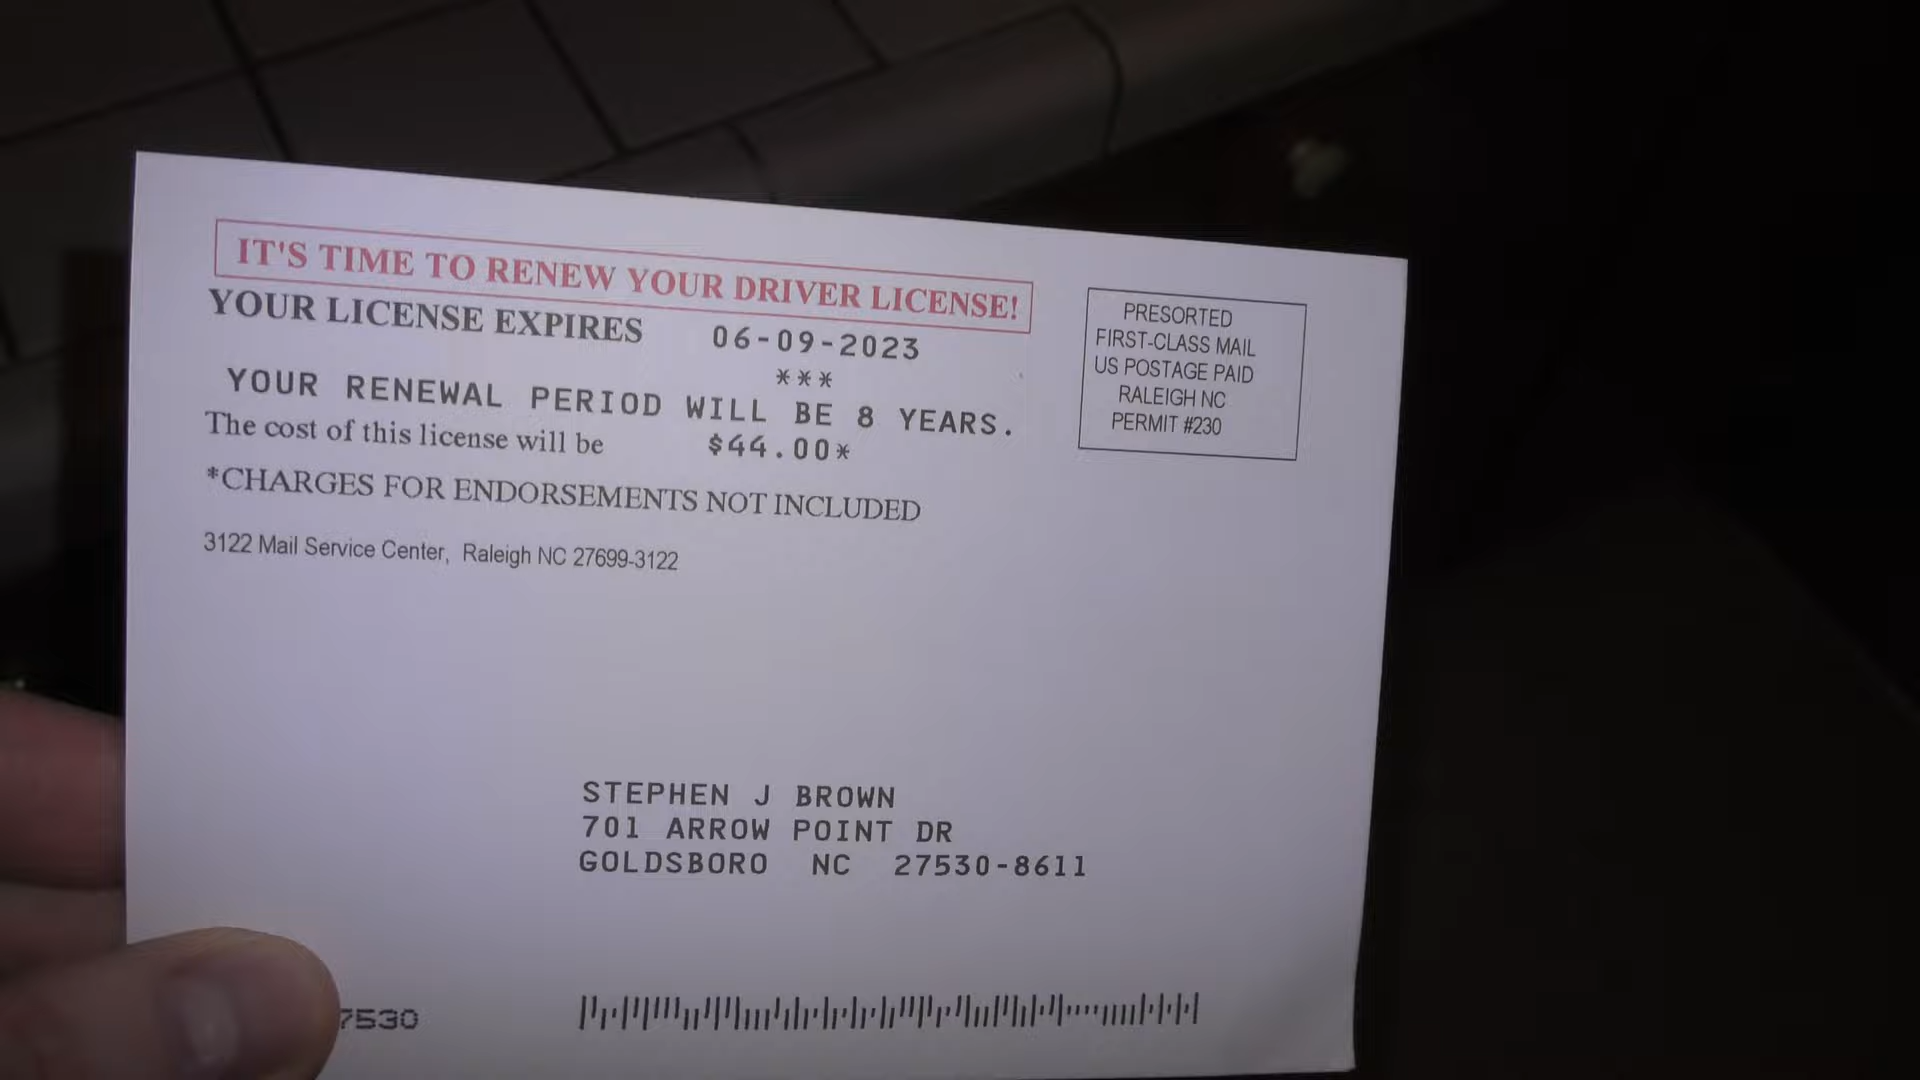 IT'S TIME TO RENEW YOUR DRIVER LICENSE!
YOUR LICENSE EXPIRES 06-09-2023
***
YOUR RENEWAL PERIOD WILL BE 8 YEARS.
The cost of this license will be $44.00*
*CHARGES FOR ENDORSEMENTS NOT INCLUDED
3122 Mail Service Center, Raleigh NC 27699-3122
PRESORTED
FIRST-CLASS MAIL
US POSTAGE PAID
RALEIGH NC
PERMIT #230
STEPHEN J BROWN
701 ARROW POINT DR
GOLDSBORO NC 27530-8611
7530